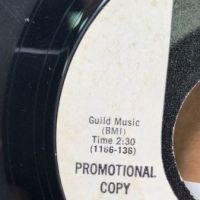 Guild Music
(BMI)
Time 2:30
(1166-136)
PROMOTIONAL
COPY